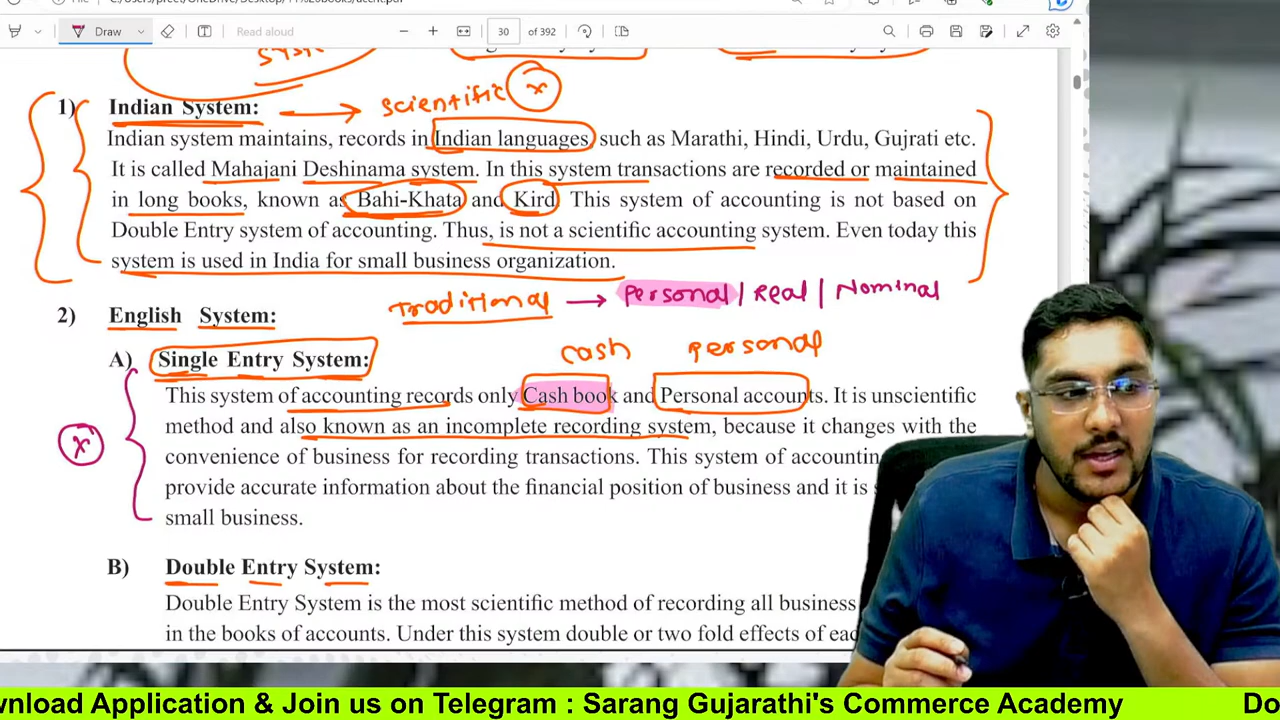 Draw
Read aloud
30 of 392
syst
1) Indian System: → scientific x
Indian system maintains, records in Indian languages, such as Marathi, Hindi, Urdu, Gujrati etc.
It is called Mahajani Deshinama system. In this system transactions are recorded or maintained
in long books, known as Bahi-Khata and Kird This system of accounting is not based on
Double Entry system of accounting. Thus, is not a scientific accounting system. Even today this
system is used in India for small business organization.
Traditional → Personal | Real | Nominal
2) English System:
cash personal
A) Single Entry System:
This system of accounting records only Cash book and Personal accounts. It is unscientific
method and also known as an incomplete recording system, because it changes with the
x
convenience of business for recording transactions. This system of accountin
provide accurate information about the financial position of business and it is s
small business.
B) Double Entry System:
Double Entry System is the most scientific method of recording all business
in the books of accounts. Under this system double or two fold effects of eac
wnload Application & Join us on Telegram : Sarang Gujarathi's Commerce Academy Do